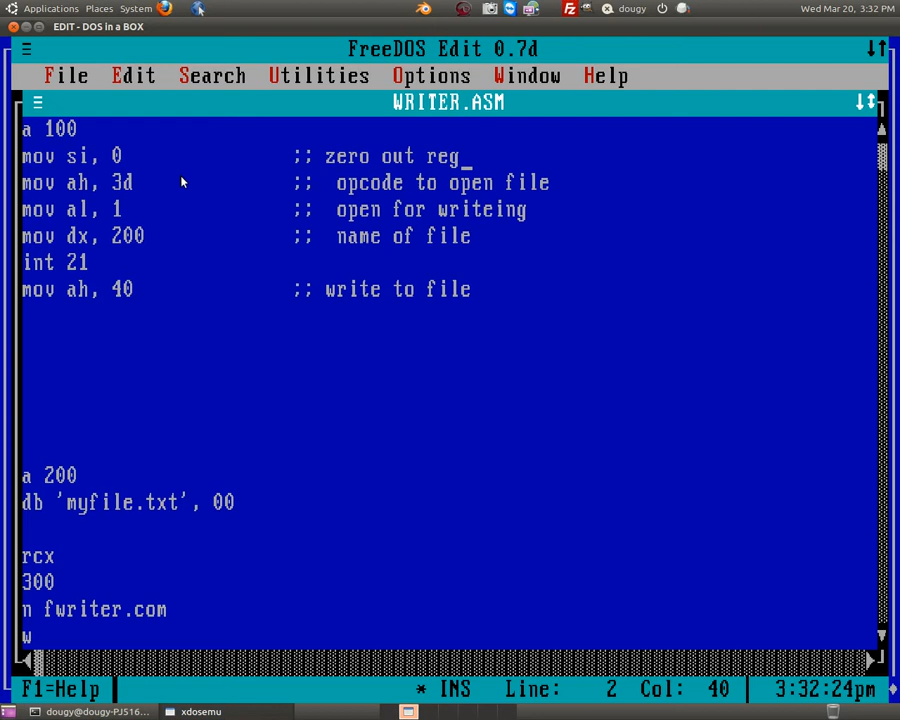 Applications Places System dougy Wed Mar 20, 3:32 PM
EDIT - DOS in a BOX
FreeDOS Edit 0.7d
File Edit Search Utilities Options Window Help
WRITER.ASM
a 100
mov si, 0 ;; zero out reg_
mov ah, 3d ;; opcode to open file
mov al, 1 ;; open for writeing
mov dx, 200 ;; name of file
int 21
mov ah, 40 ;; write to file
a 200
db 'myfile.txt', 00
rcx
300
n fwriter.com
w
F1=Help * INS Line: 2 Col: 40 3:32:24pm
dougy@dougy-PJ516... xdosemu